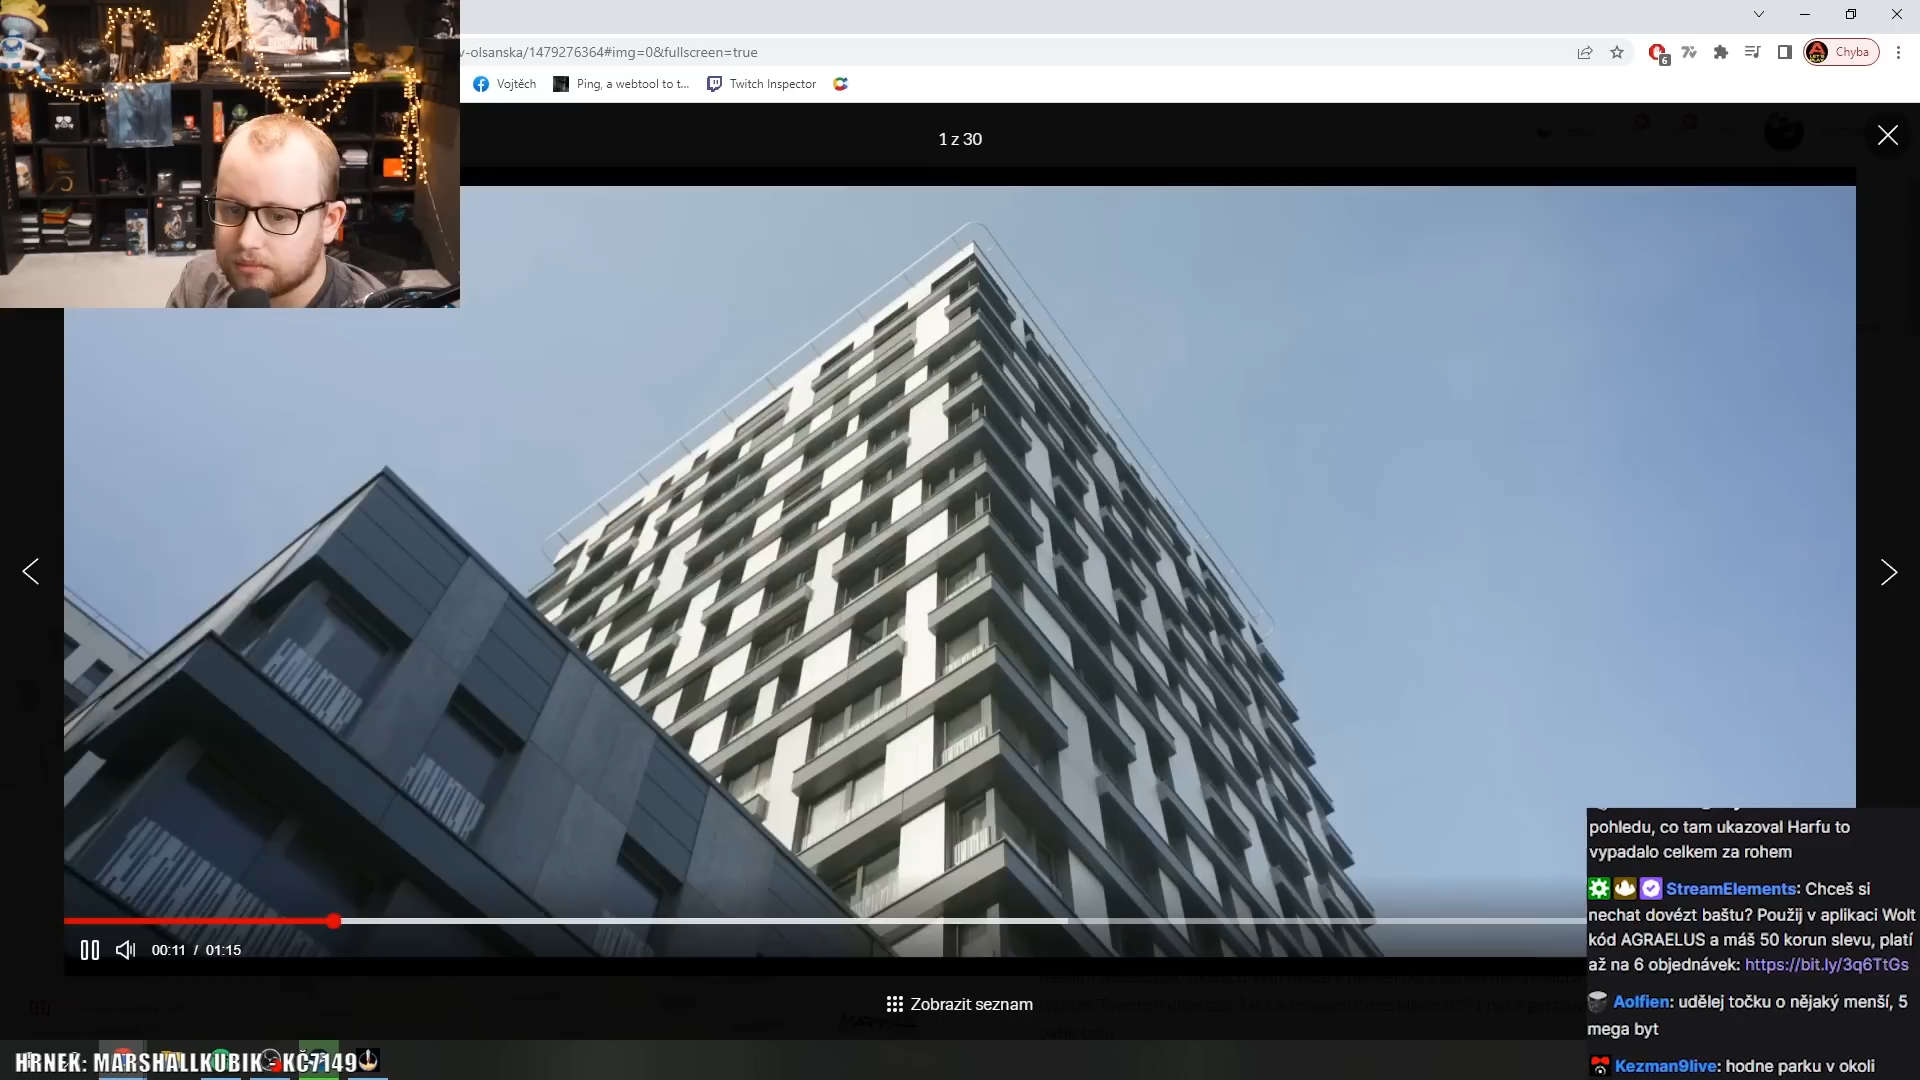 v-olsanska/1479276364#img=0&fullscreen=true
6
Chyba
Vojtěch
Ping, a webtool to t...
Twitch Inspector
1 z 30
pohledu, co tam ukazoval Harfu to
vypadalo celkem za rohem
StreamElements: Chceš si
nechat dovézt baštu? Použij v aplikaci Wolt
kód AGRAELUS a máš 50 korun slevu, platí
až na 6 objednávek: https://bit.ly/3q6TtGs
Aolfien: udělej točku o nějaký menší, 5
mega byt
Kezman9live: hodne parku v okoli
00:11 / 01:15
Zobrazit seznam
HRNEK: MARSHALLKUBIK - KČ7149